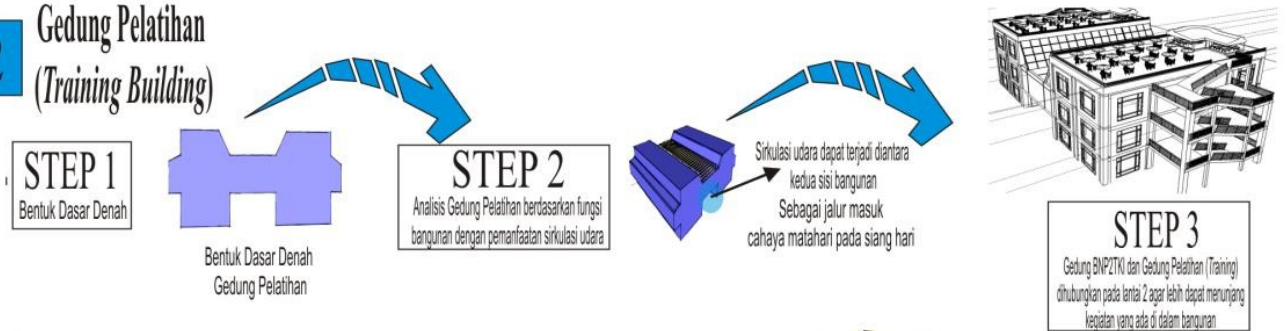 Gedung Pelatihan
(Training Building)
STEP 1
Bentuk Dasar Denah
Bentuk Dasar Denah
Gedung Pelatihan
STEP 2
Analisis Gedung Pelatihan berdasarkan fungsi
bangunan dengan pemanfaatan sirkulasi udara
Sirkulasi udara dapat terjadi diantara
kedua sisi bangunan
Sebagai jalur masuk
cahaya matahari pada siang hari
STEP 3
Gedung BNP2TKI dan Gedung Pelatihan (Training)
dihubungkan pada lantai 2 agar lebih dapat menunjang
kegiatan yang ada di dalam bangunan